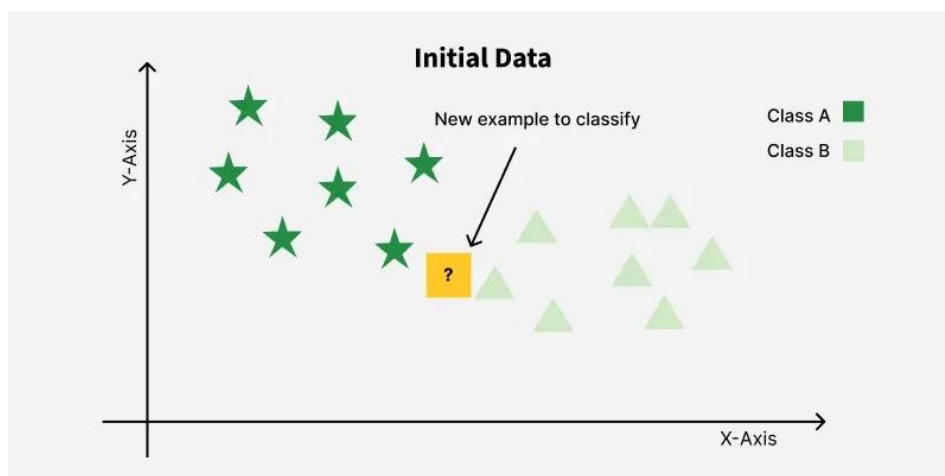 Initial Data
New example to classify
Class A
Class B
Y-Axis
?
X-Axis